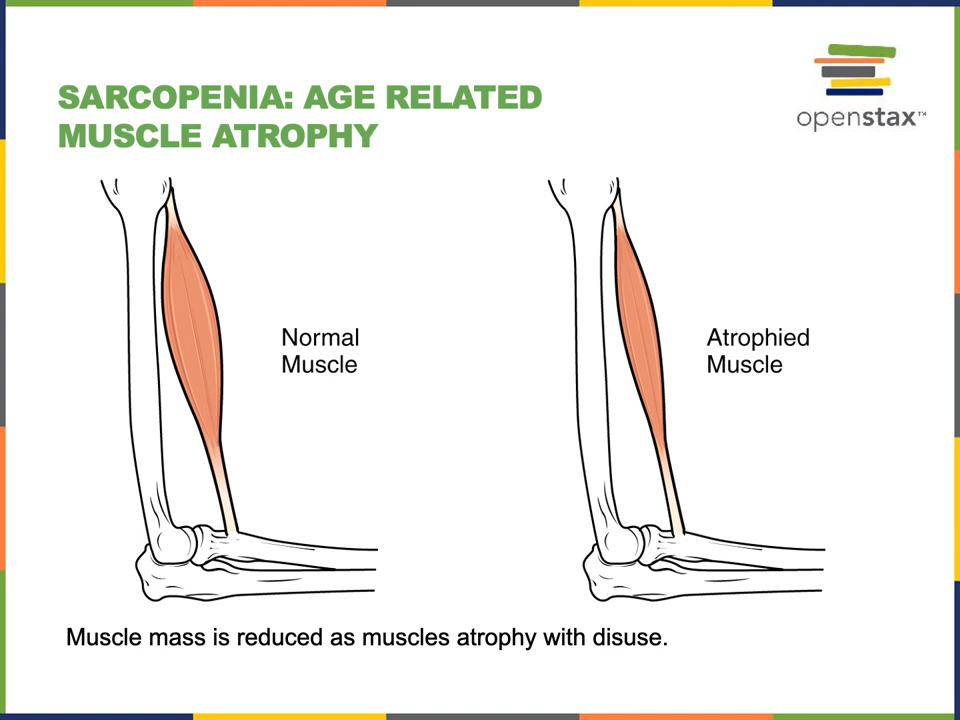 SARCOPENIA: AGE RELATED
MUSCLE ATROPHY
openstax™
Normal
Muscle
Atrophied
Muscle
Muscle mass is reduced as muscles atrophy with disuse.